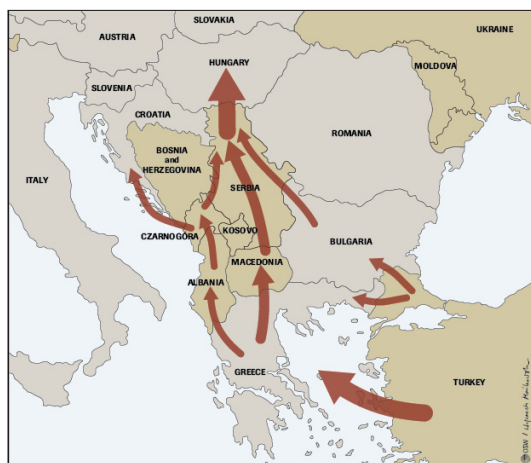 SLOVAKIA
UKRAINE
AUSTRIA
MOLDOVA
HUNGARY
SLOVENIA
CROATIA
ROMANIA
BOSNIA
and
HERZEGOVINA
ITALY
SERBIA
CZARNOGÓRA
KOSOVO
BULGARIA
MACEDONIA
ALBANIA
GREECE
TURKEY